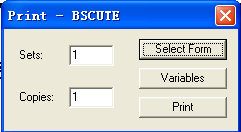 Print - BSCUTE
Sets: 1
Select Form
Variables
Copies: 1
Print